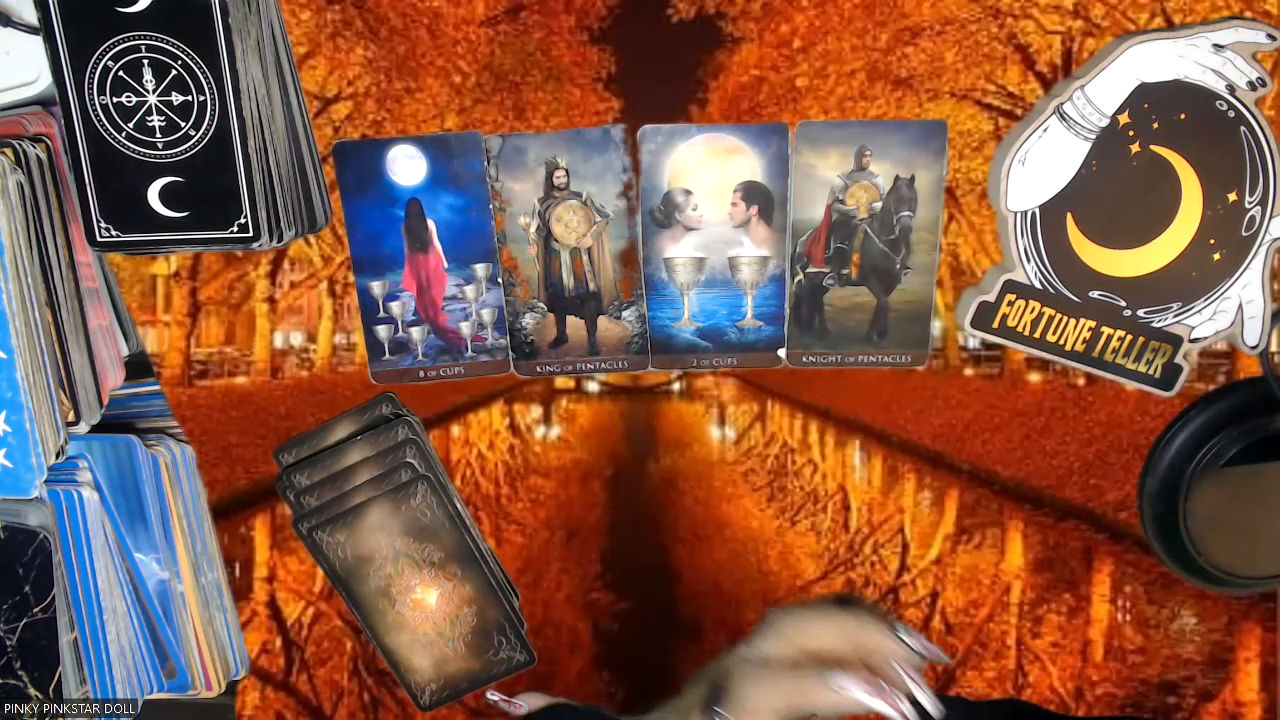 8 OF CUPS
KING OF PENTACLES
2 OF CUPS
KNIGHT OF PENTACLES
FORTUNE TELLER
PINKY PINKSTAR DOLL